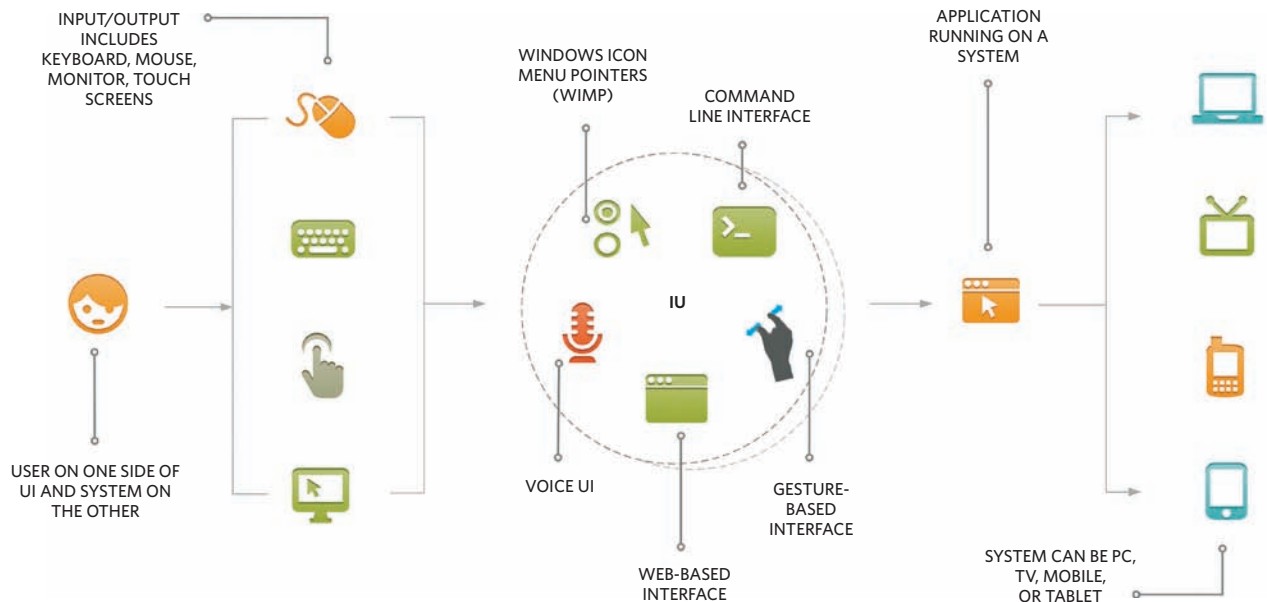 INPUT/OUTPUT
INCLUDES
KEYBOARD, MOUSE,
MONITOR, TOUCH
SCREENS
WINDOWS ICON
MENU POINTERS
(WIMP)
COMMAND
LINE INTERFACE
APPLICATION
RUNNING ON A
SYSTEM
IU
USER ON ONE SIDE OF
UI AND SYSTEM ON
THE OTHER
VOICE UI
WEB-BASED
INTERFACE
GESTURE-
BASED
INTERFACE
SYSTEM CAN BE PC,
TV, MOBILE,
OR TABLET